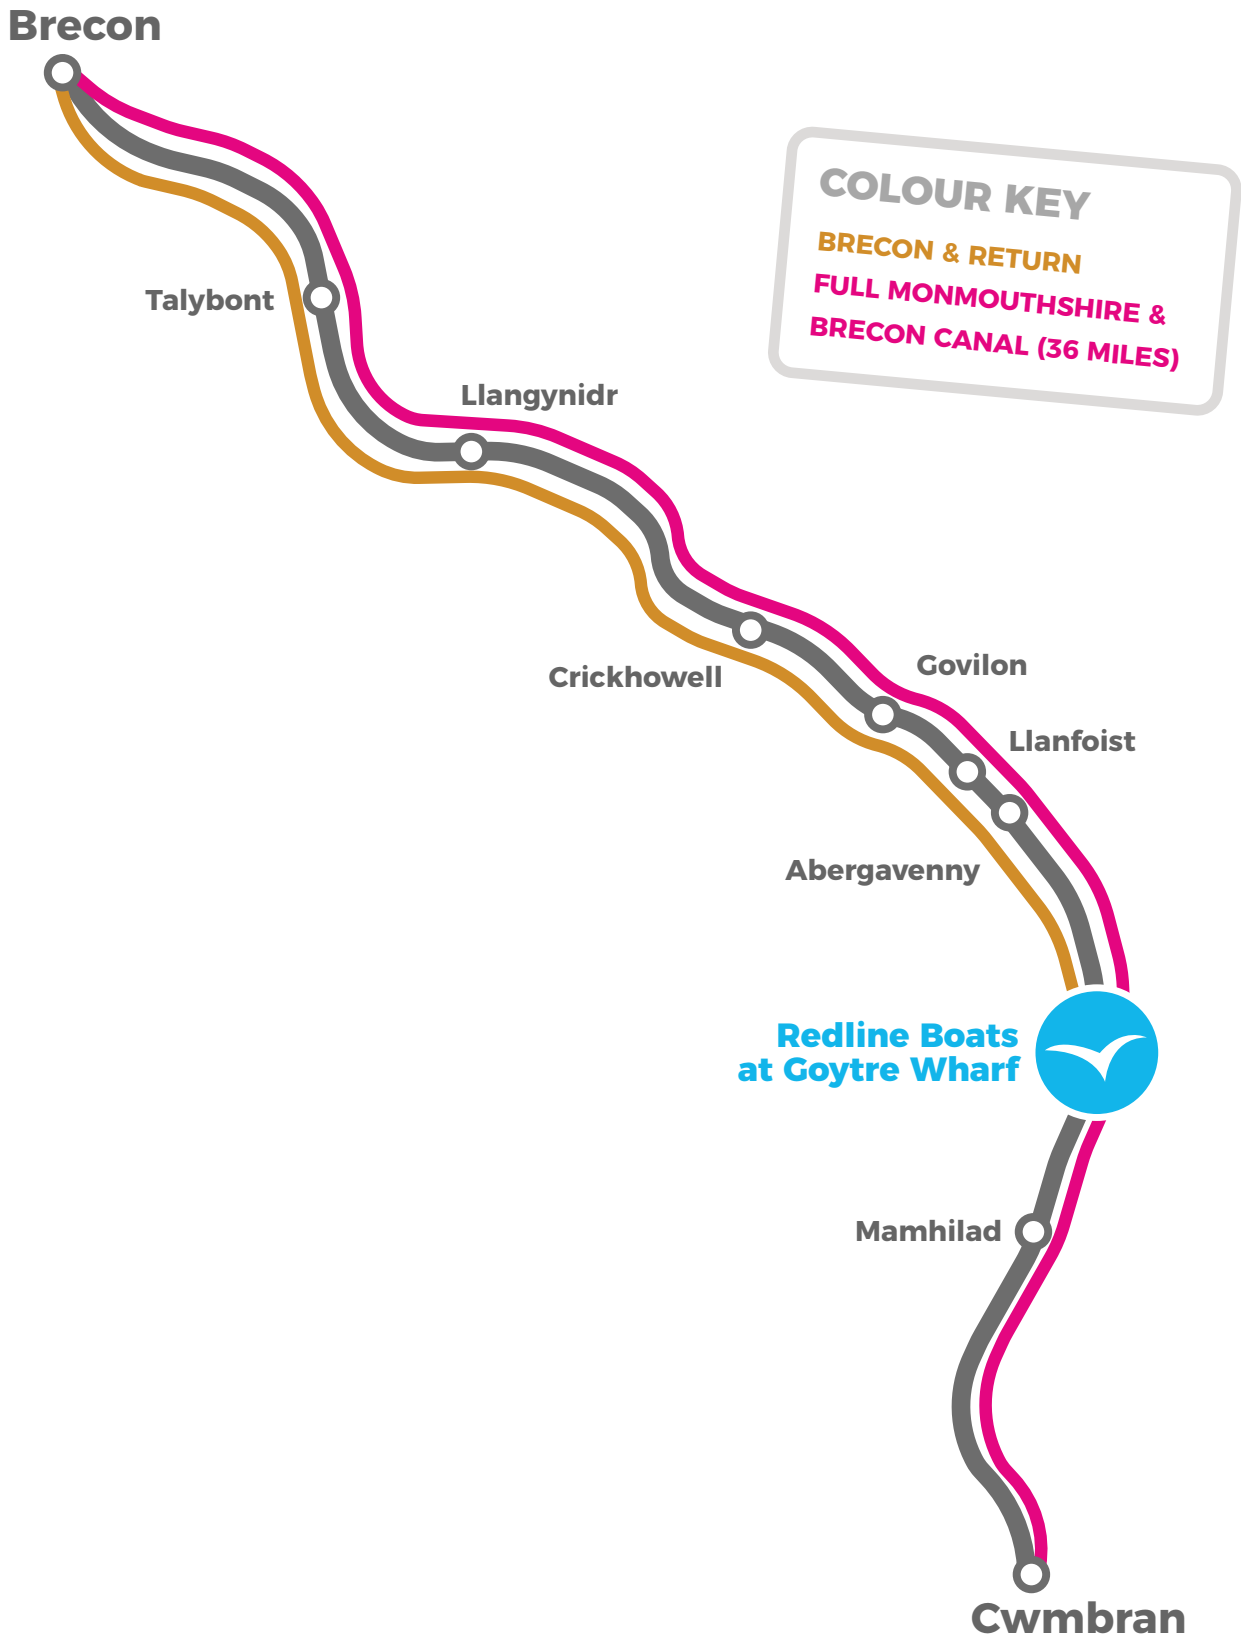 Brecon
COLOUR KEY
BRECON & RETURN
FULL MONMOUTHSHIRE &
BRECON CANAL (36 MILES)
Talybont
Llangynidr
Crickhowell
Govilon
Llanfoist
Abergavenny
Redline Boats
at Goytre Wharf
Mamhilad
Cwmbran